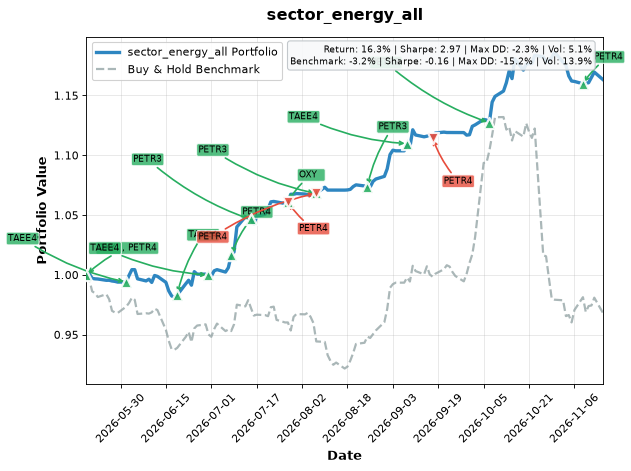 sector_energy_all
sector_energy_all Portfolio
Buy & Hold Benchmark
Return: 16.3% | Sharpe: 2.97 | Max DD: -2.3% | Vol: 5.1%
Benchmark: -3.2% | Sharpe: -0.16 | Max DD: -15.2% | Vol: 13.9%
PETR4
TAEE4
PETR3
PETR3
PETR3
OXY
PETR4
PETR4
PETR4
PETR4
TAEE4
TAEE4, PETR4
Portfolio Value
1.15
1.10
1.05
1.00
0.95
2026-05-30
2026-06-15
2026-07-01
2026-07-17
2026-08-02
2026-08-18
2026-09-03
2026-09-19
2026-10-05
2026-10-21
2026-11-06
Date